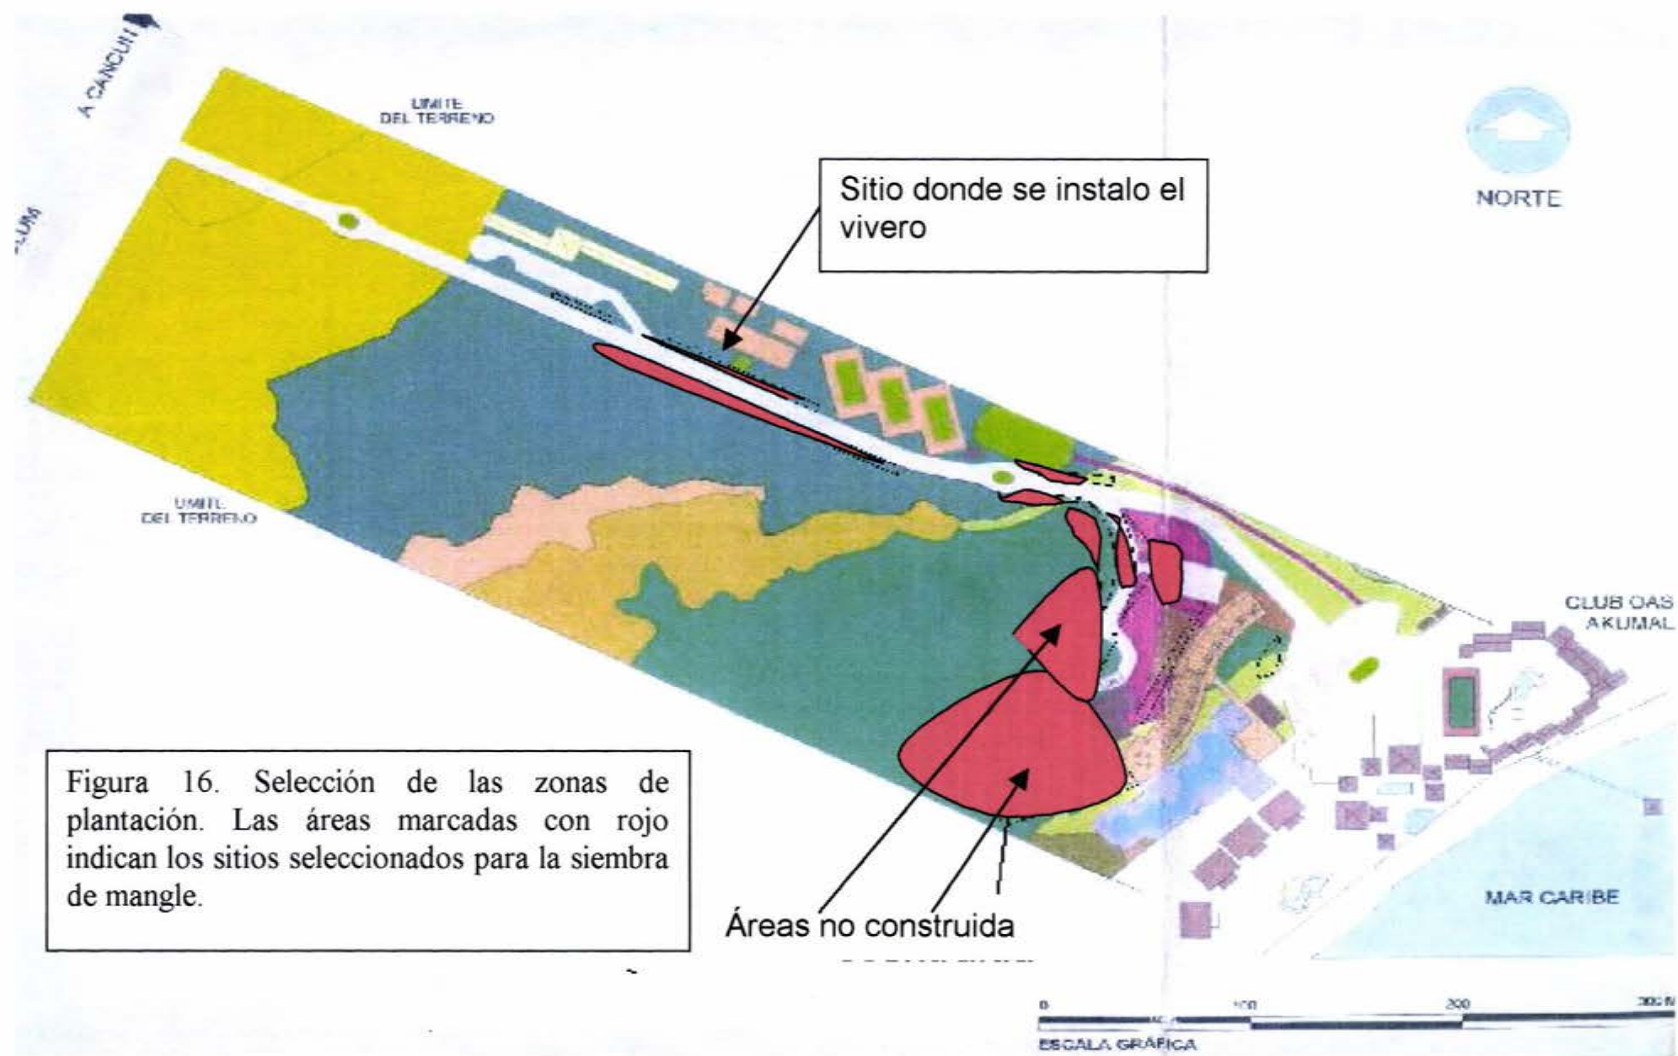 A CANCUN
LIMITE
DEL TERRENO
Sitio donde se instalo el
vivero
NORTE
LIMITE
DEL TERRENO
CLUB OAS
AKUMAL
Figura 16. Selección de las zonas de
plantación. Las áreas marcadas con rojo
indican los sitios seleccionados para la siembra
de mangle.
Áreas no construida
MAR CARIBE
0 100 200 300 M
ESCALA GRÁFICA